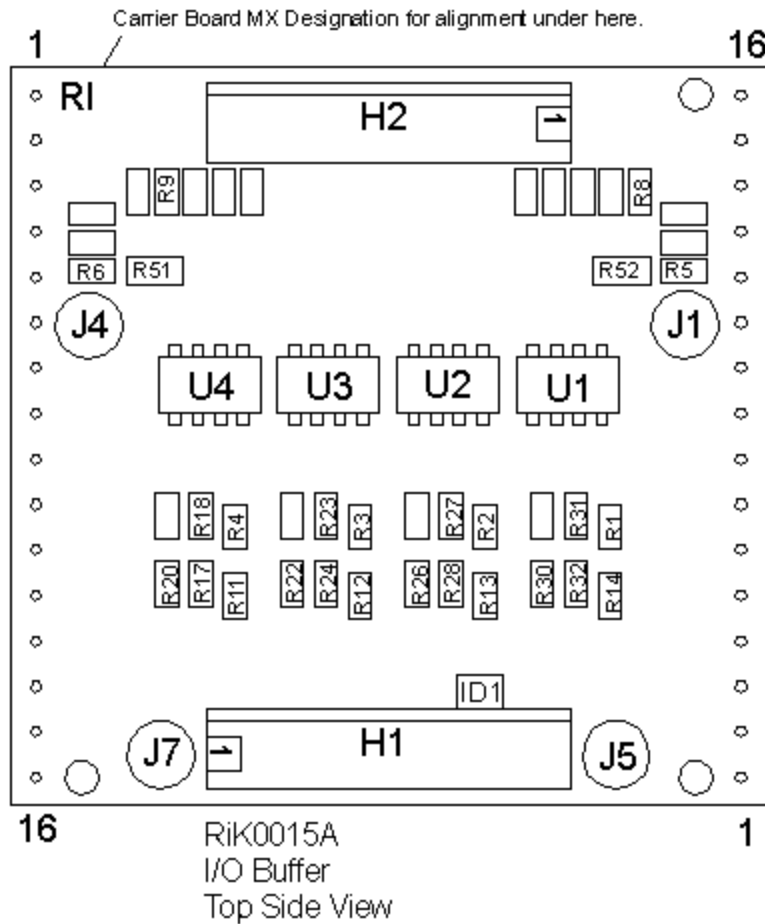 Carrier Board MX Designation for alignment under here.
1 16
RI H2 1
R9 R8
R6 R51 R52 R5
J4 J1
U4 U3 U2 U1
R18 R4 R23 R3 R27 R2 R31 R1
R20 R17 R11 R22 R24 R12 R26 R28 R13 R30 R32 R14
ID1
J7 1 H1 J5
16 1
RiK0015A
I/O Buffer
Top Side View